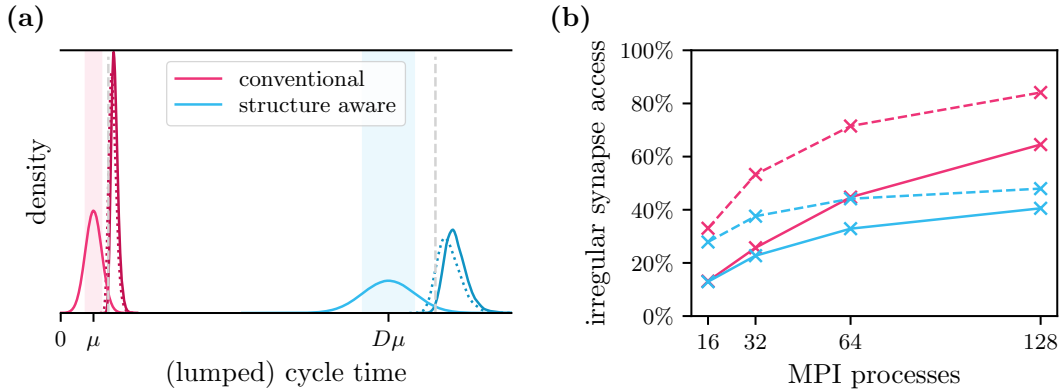 (a)
density
conventional
structure aware
0
μ
Dμ
(lumped) cycle time
(b)
irregular synapse access
100%
80%
60%
40%
20%
0%
16
32
64
128
MPI processes